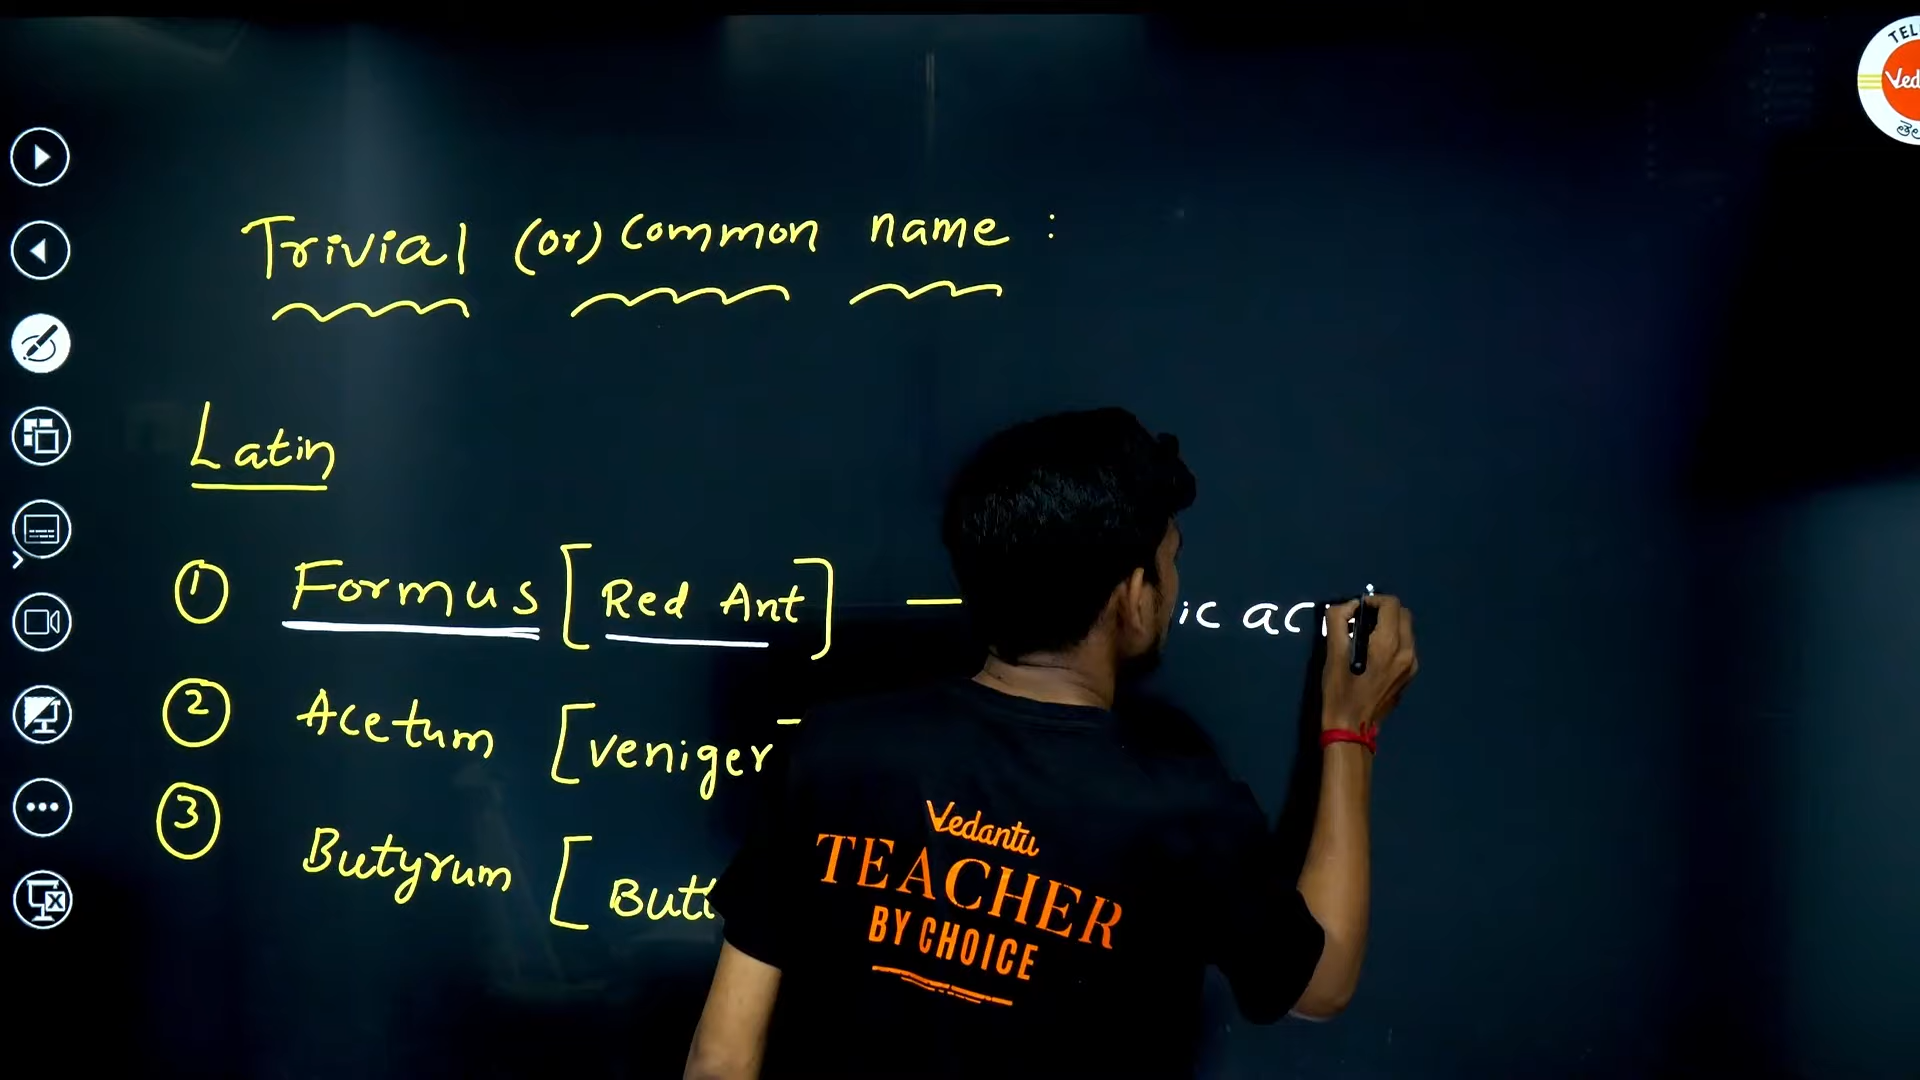 Trivial (or) Common name :
Latin
① Formus [Red Ant] — ic aci
② Acetum [veniger
③ Butyrum [Butt
Vedantu
TEACHER
BY CHOICE